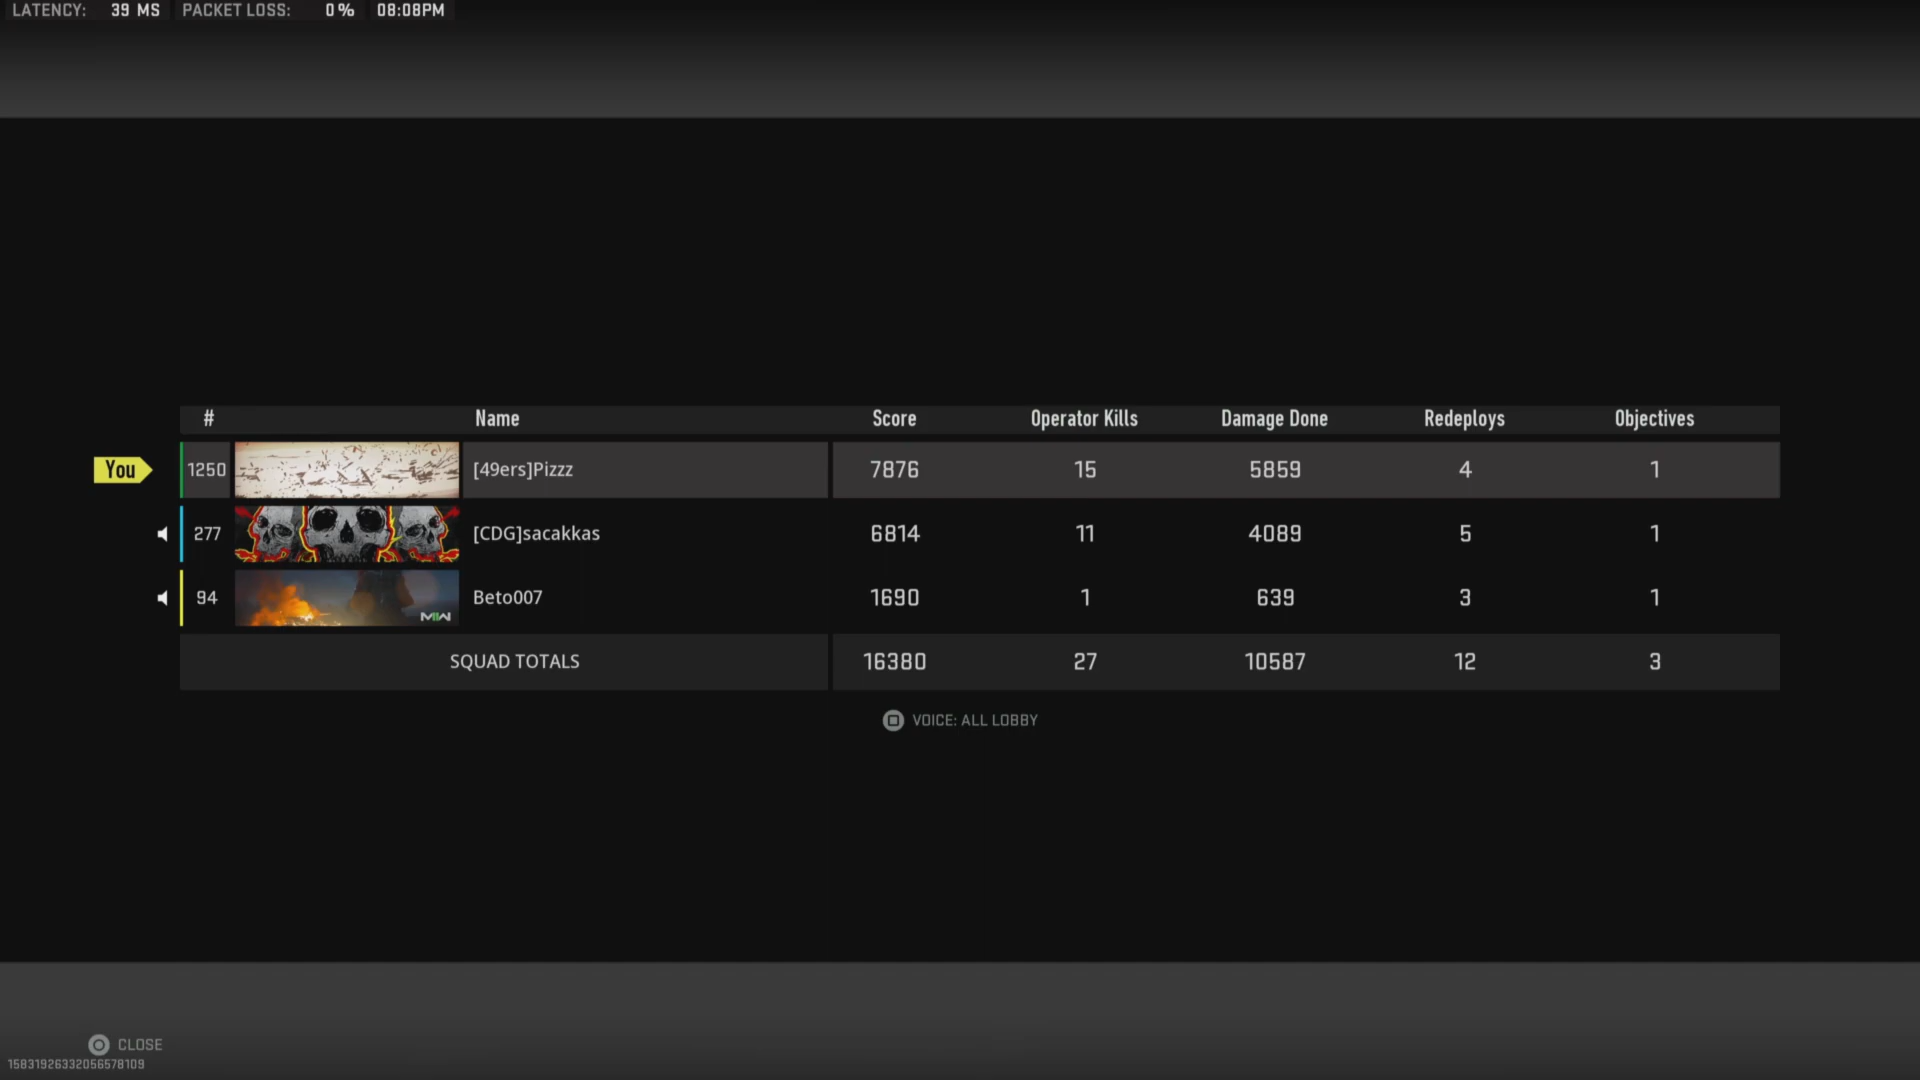 LATENCY: 39 MS PACKET LOSS: 0% 08:08PM
# Name Score Operator Kills Damage Done Redeploys Objectives
You 1250 [49ers]Pizzz 7876 15 5859 4 1
277 [CDG]sacakkas 6814 11 4089 5 1
94 MW Beto007 1690 1 639 3 1
SQUAD TOTALS 16380 27 10587 12 3
VOICE: ALL LOBBY
CLOSE
15831926332056578109